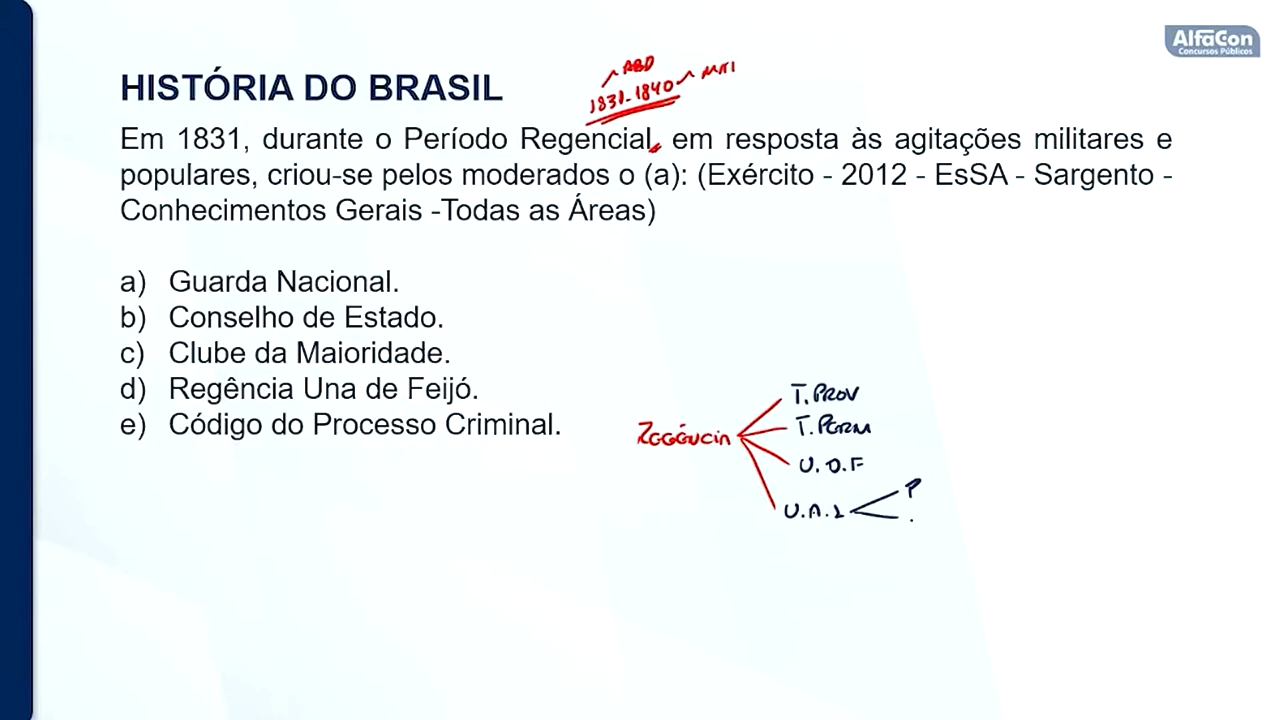 AlfaCon
Concursos Públicos
HISTÓRIA DO BRASIL
ABD
1831-1840
Em 1831, durante o Período Regencial, em resposta às agitações militares e
populares, criou-se pelos moderados o (a): (Exército - 2012 - EsSA - Sargento -
Conhecimentos Gerais -Todas as Áreas)
a) Guarda Nacional.
b) Conselho de Estado.
c) Clube da Maioridade.
d) Regência Una de Feijó.
e) Código do Processo Criminal.
T. PROV
Regência T. PERM
U. D. F
U. A. L P